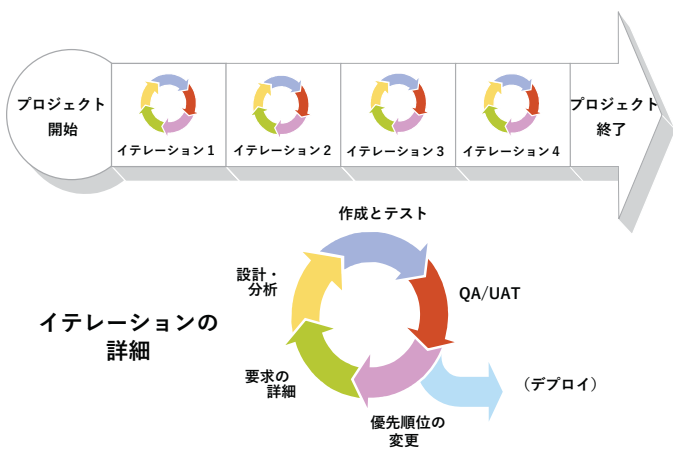 プロジェクト
開始
イテレーション 1
イテレーション 2
イテレーション 3
イテレーション 4
プロジェクト
終了
作成とテスト
設計・
分析
QA/UAT
イテレーションの
詳細
要求の
詳細
（デプロイ）
優先順位の
変更